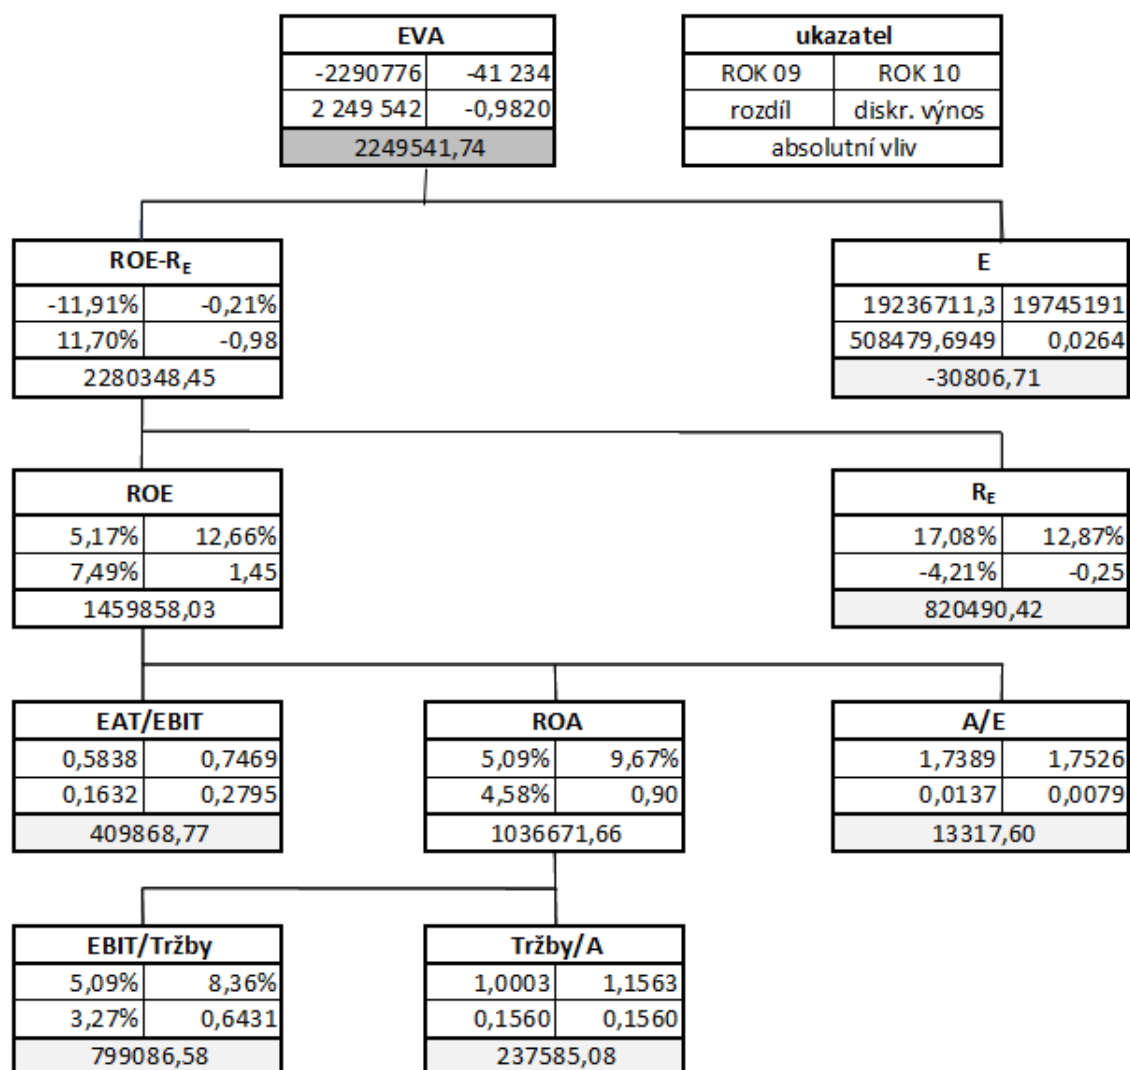 EVA
-2290776 -41 234
2 249 542 -0,9820
2249541,74
ukazatel
ROK 09 ROK 10
rozdíl diskr. výnos
absolutní vliv
ROE-RE
-11,91% -0,21%
11,70% -0,98
2280348,45
E
19236711,3 19745191
508479,6949 0,0264
-30806,71
ROE
5,17% 12,66%
7,49% 1,45
1459858,03
RE
17,08% 12,87%
-4,21% -0,25
820490,42
EAT/EBIT
0,5838 0,7469
0,1632 0,2795
409868,77
ROA
5,09% 9,67%
4,58% 0,90
1036671,66
A/E
1,7389 1,7526
0,0137 0,0079
13317,60
EBIT/Tržby
5,09% 8,36%
3,27% 0,6431
799086,58
Tržby/A
1,0003 1,1563
0,1560 0,1560
237585,08